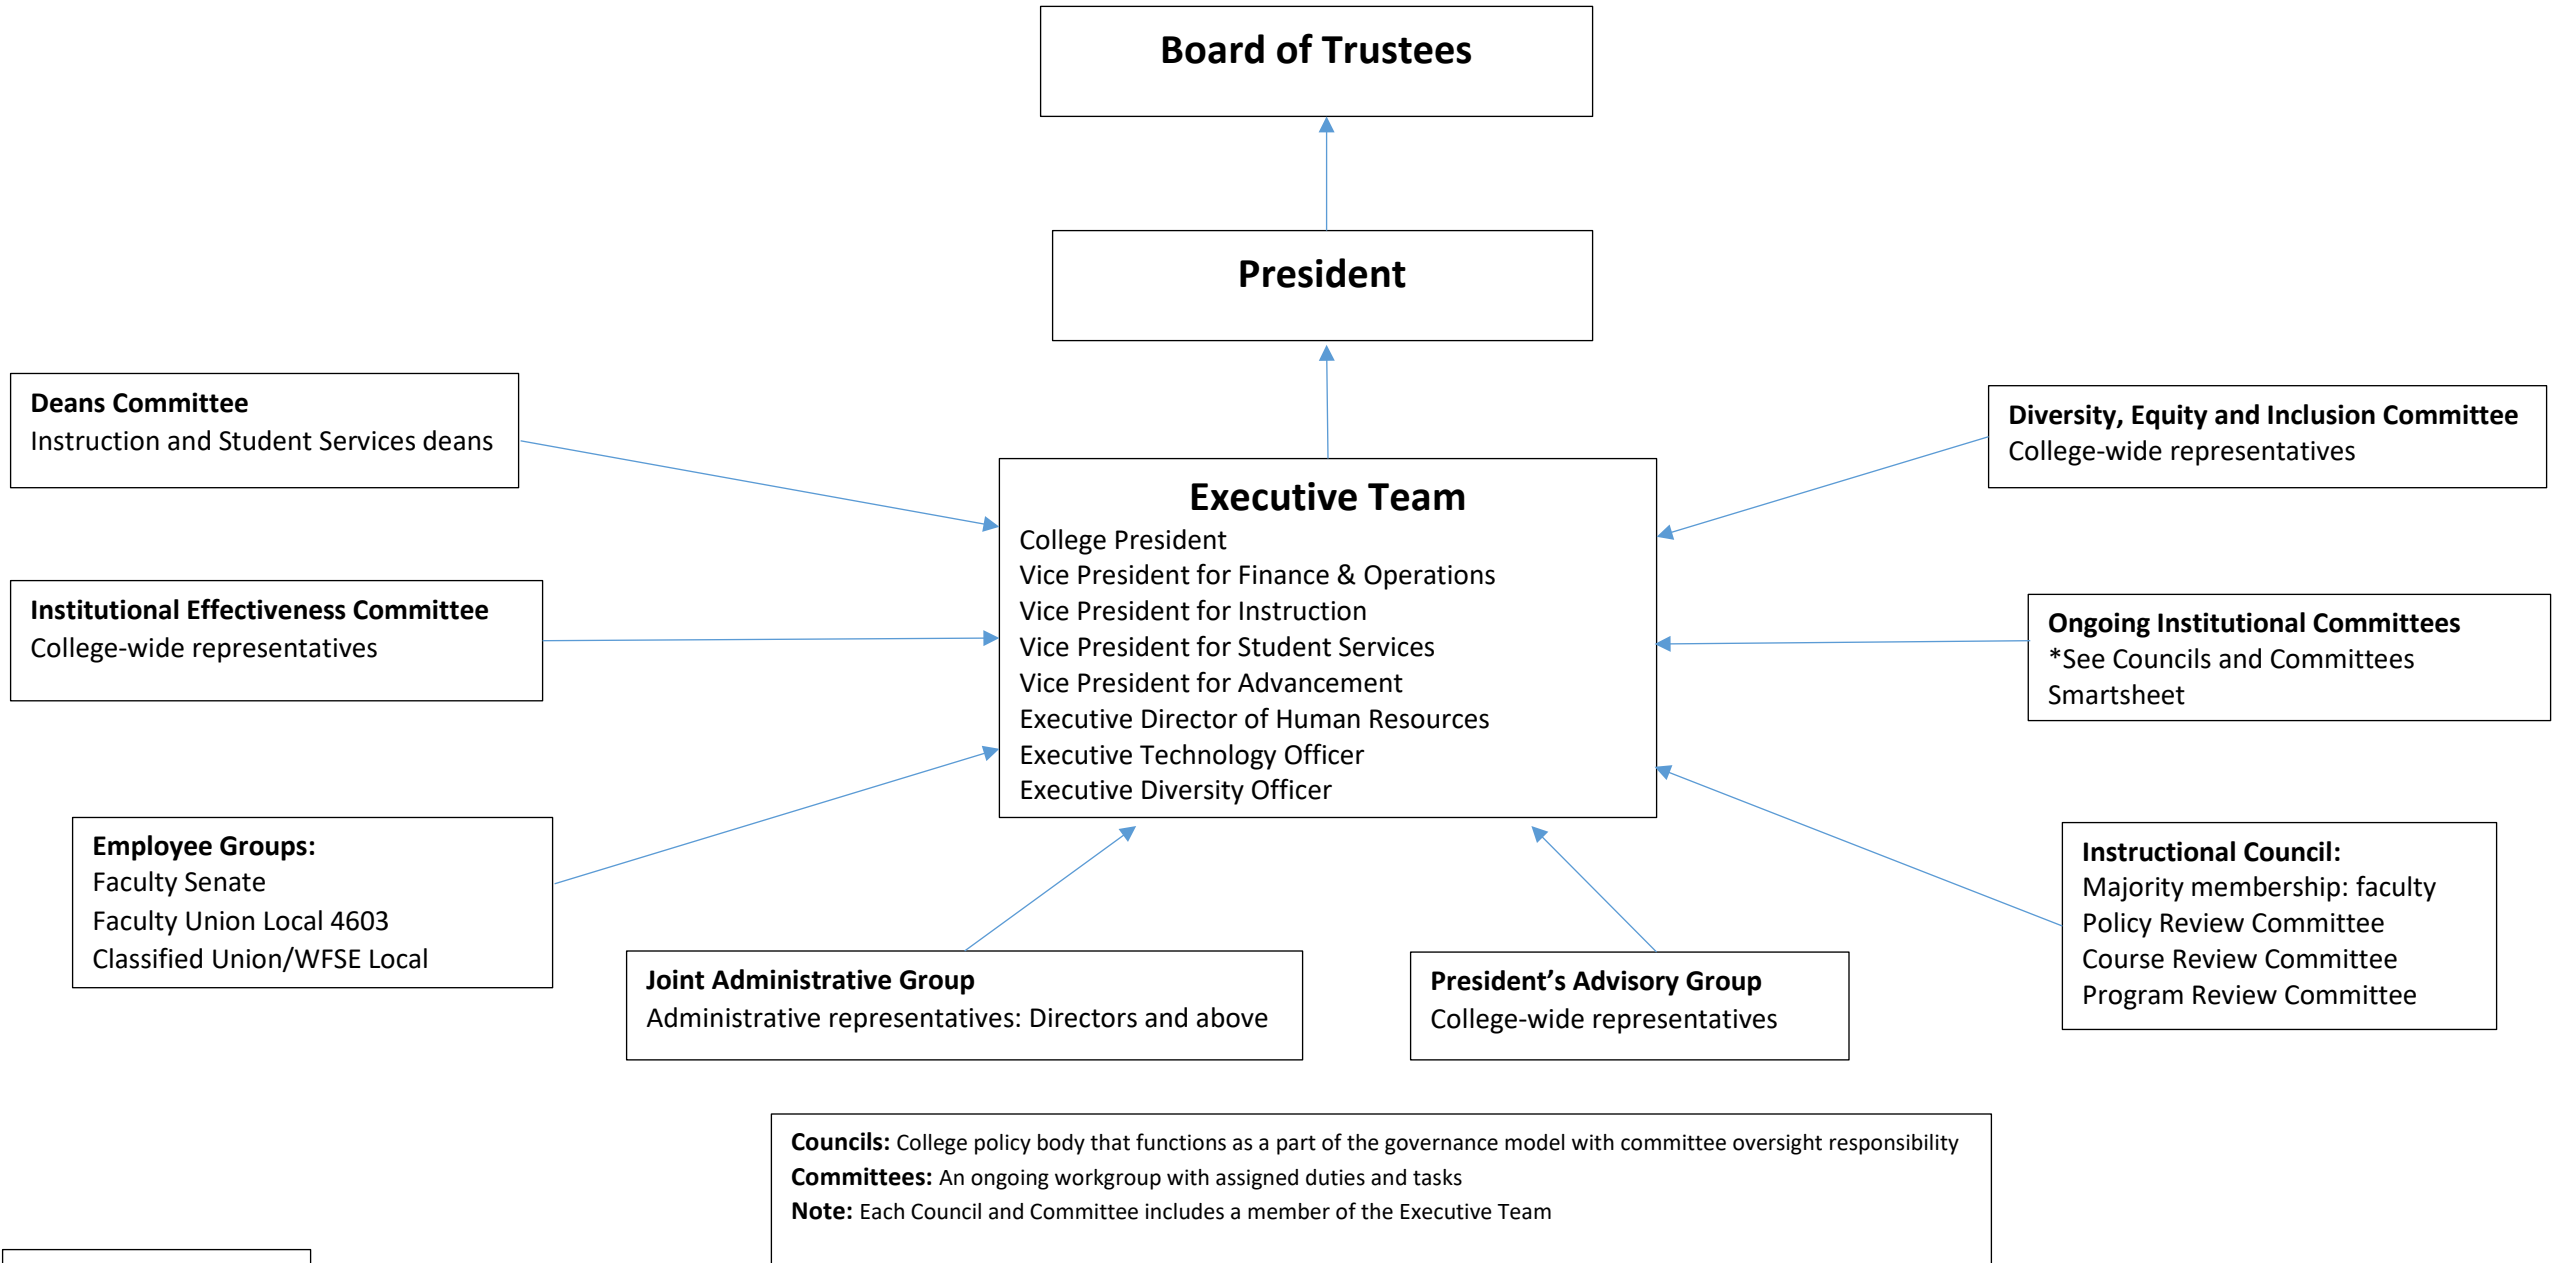 Board of Trustees
President
Deans Committee
Instruction and Student Services deans
Diversity, Equity and Inclusion Committee
College-wide representatives
Executive Team
College President
Vice President for Finance & Operations
Vice President for Instruction
Vice President for Student Services
Vice President for Advancement
Executive Director of Human Resources
Executive Technology Officer
Executive Diversity Officer
Institutional Effectiveness Committee
College-wide representatives
Ongoing Institutional Committees
*See Councils and Committees
Smartsheet
Employee Groups:
Faculty Senate
Faculty Union Local 4603
Classified Union/WFSE Local
Joint Administrative Group
Administrative representatives: Directors and above
President’s Advisory Group
College-wide representatives
Instructional Council:
Majority membership: faculty
Policy Review Committee
Course Review Committee
Program Review Committee
Councils: College policy body that functions as a part of the governance model with committee oversight responsibility
Committees: An ongoing workgroup with assigned duties and tasks
Note: Each Council and Committee includes a member of the Executive Team